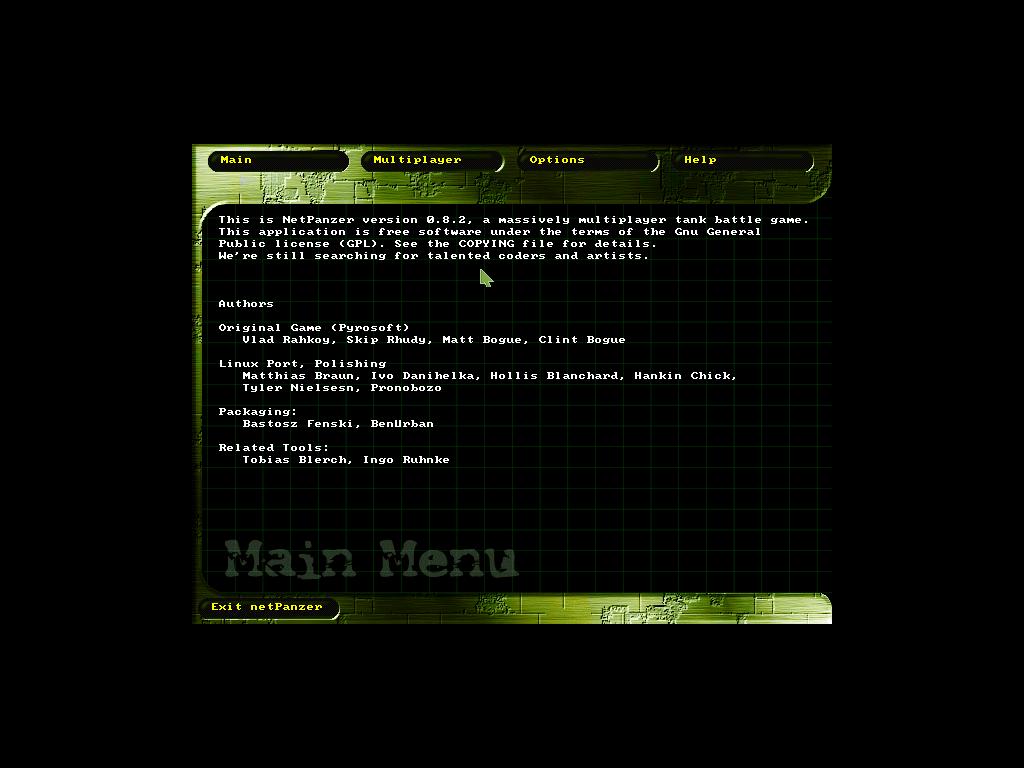 Main Multiplayer Options Help
This is NetPanzer version 0.8.2, a massively multiplayer tank battle game.
This application is free software under the terms of the Gnu General
Public license (GPL). See the COPYING file for details.
We're still searching for talented coders and artists.
Authors
Original Game (Pyrosoft)
Vlad Rahkoy, Skip Rhudy, Matt Bogue, Clint Bogue
Linux Port, Polishing
Matthias Braun, Ivo Danihelka, Hollis Blanchard, Hankin Chick,
Tyler Nielsesn, Pronobozo
Packaging:
Bastosz Fenski, BenUrban
Related Tools:
Tobias Blerch, Ingo Ruhnke
Main Menu
Exit netPanzer